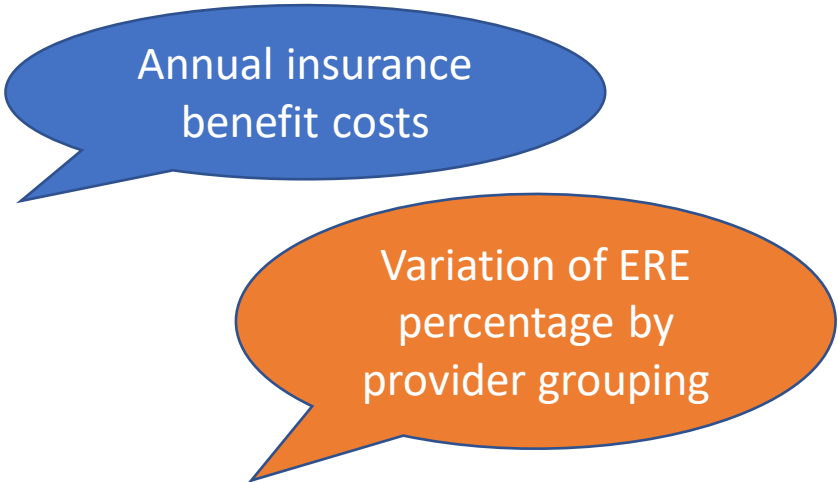 Annual insurance
benefit costs
Variation of ERE
percentage by
provider grouping